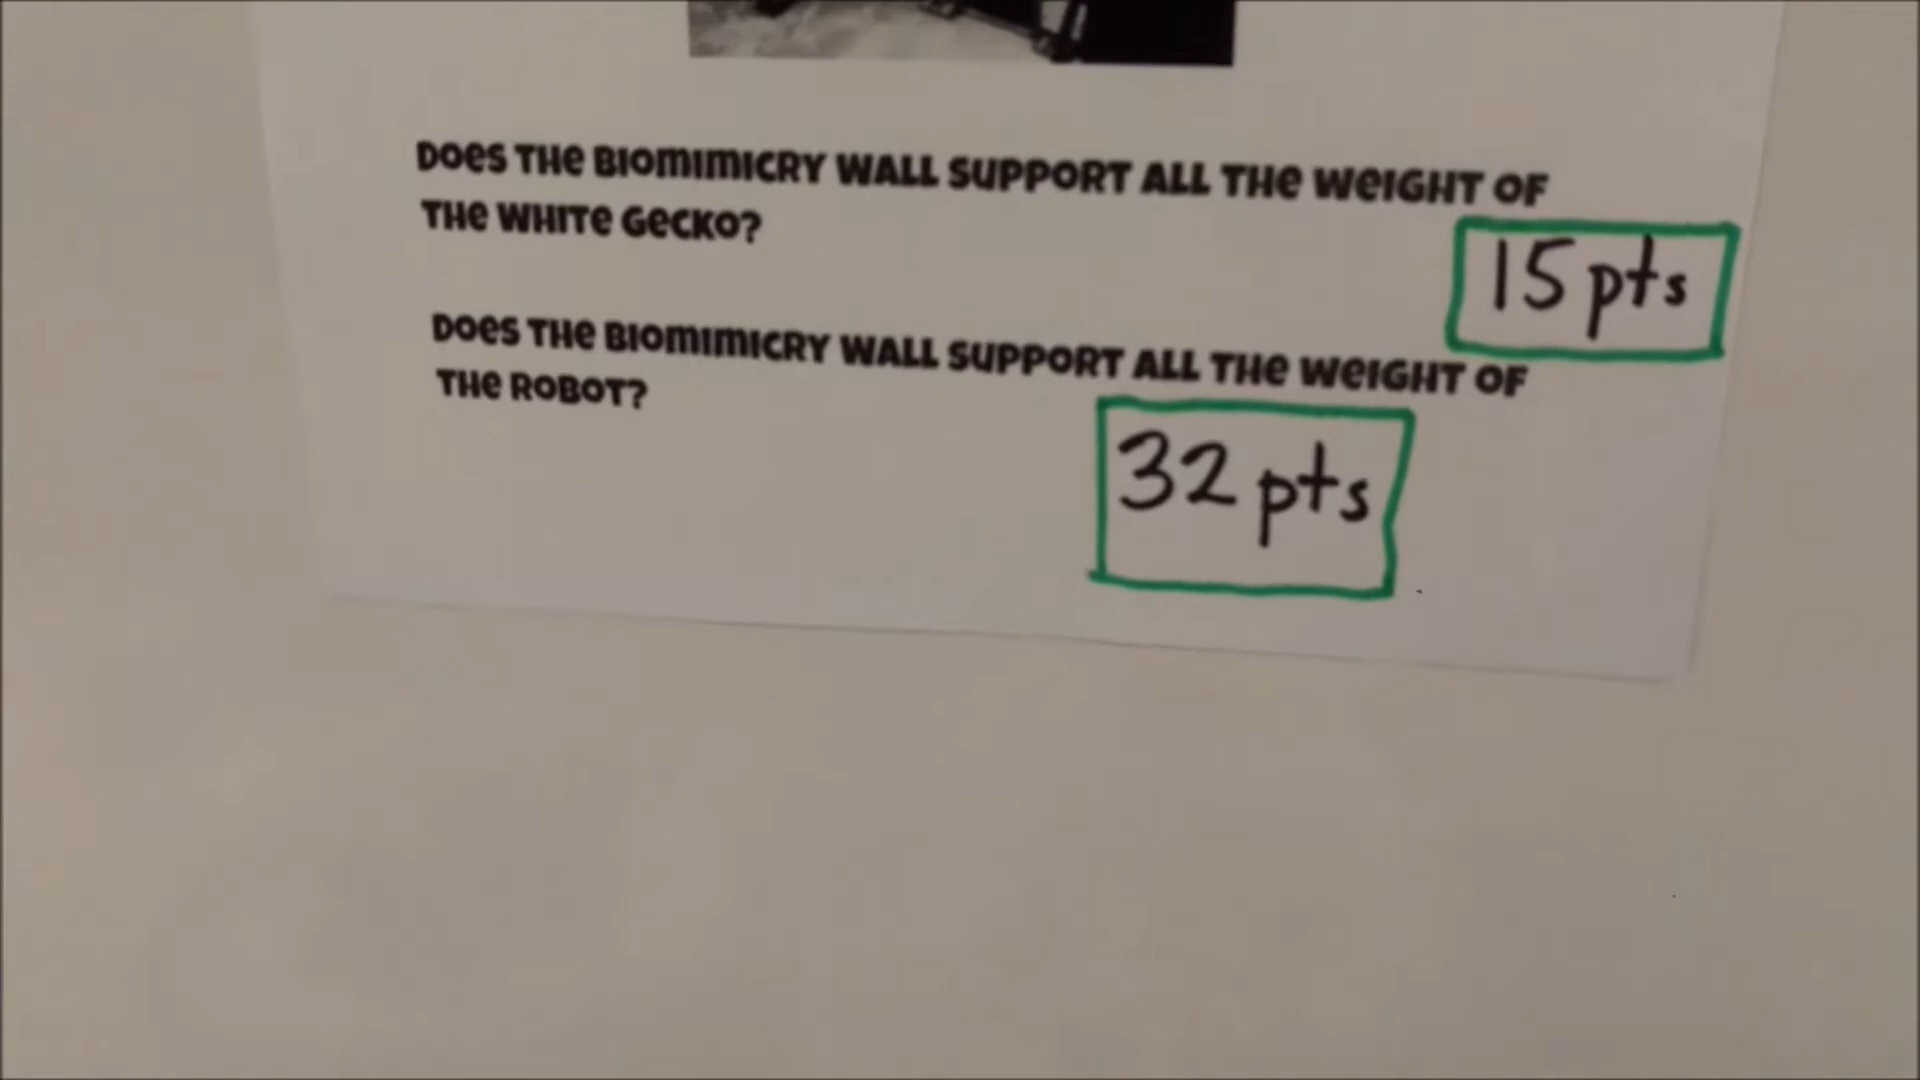 DOES THE BIOMIMICRY WALL SUPPORT ALL THE WEIGHT OF
THE WHITE GECKO?
15 pts
DOES THE BIOMIMICRY WALL SUPPORT ALL THE WEIGHT OF
THE ROBOT?
32 pts